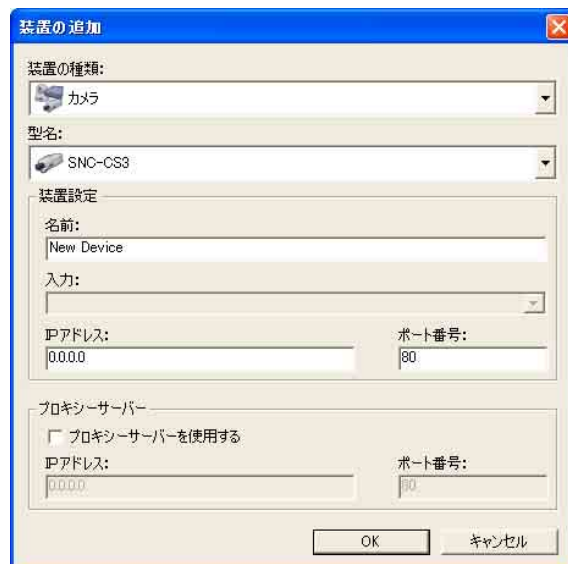 装置の追加
装置の種類:
カメラ
型名:
SNC-CS3
装置設定
名前:
New Device
入力:
IPアドレス: ポート番号:
0.0.0.0 80
プロキシーサーバー
プロキシーサーバーを使用する
IPアドレス: ポート番号:
0.0.0.0 80
OK キャンセル